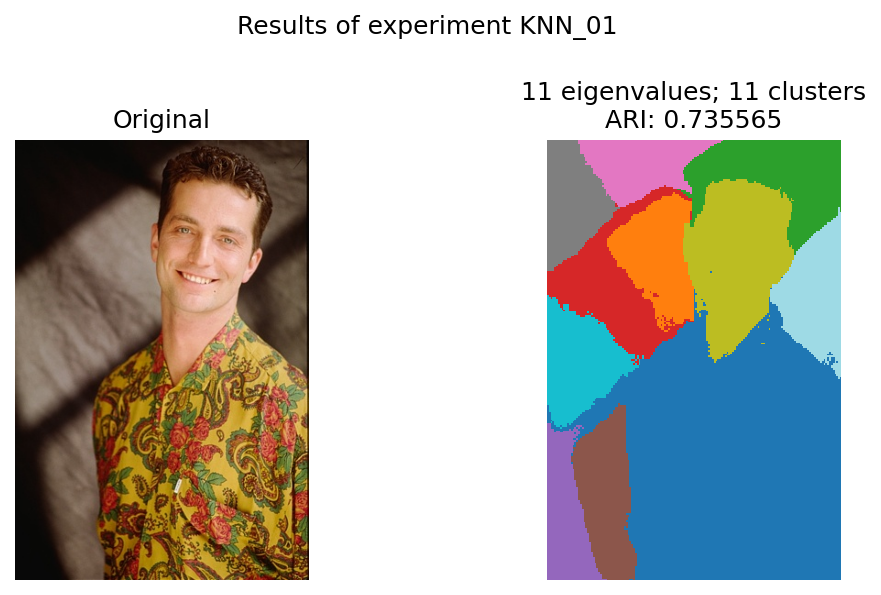 Results of experiment KNN_01
Original
11 eigenvalues; 11 clusters
ARI: 0.735565